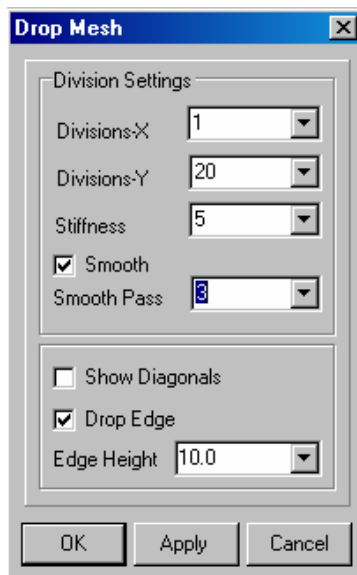 Drop Mesh
Division Settings
Divisions-X 1
Divisions-Y 20
Stiffness 5
Smooth
Smooth Pass 3
Show Diagonals
Drop Edge
Edge Height 10.0
OK Apply Cancel